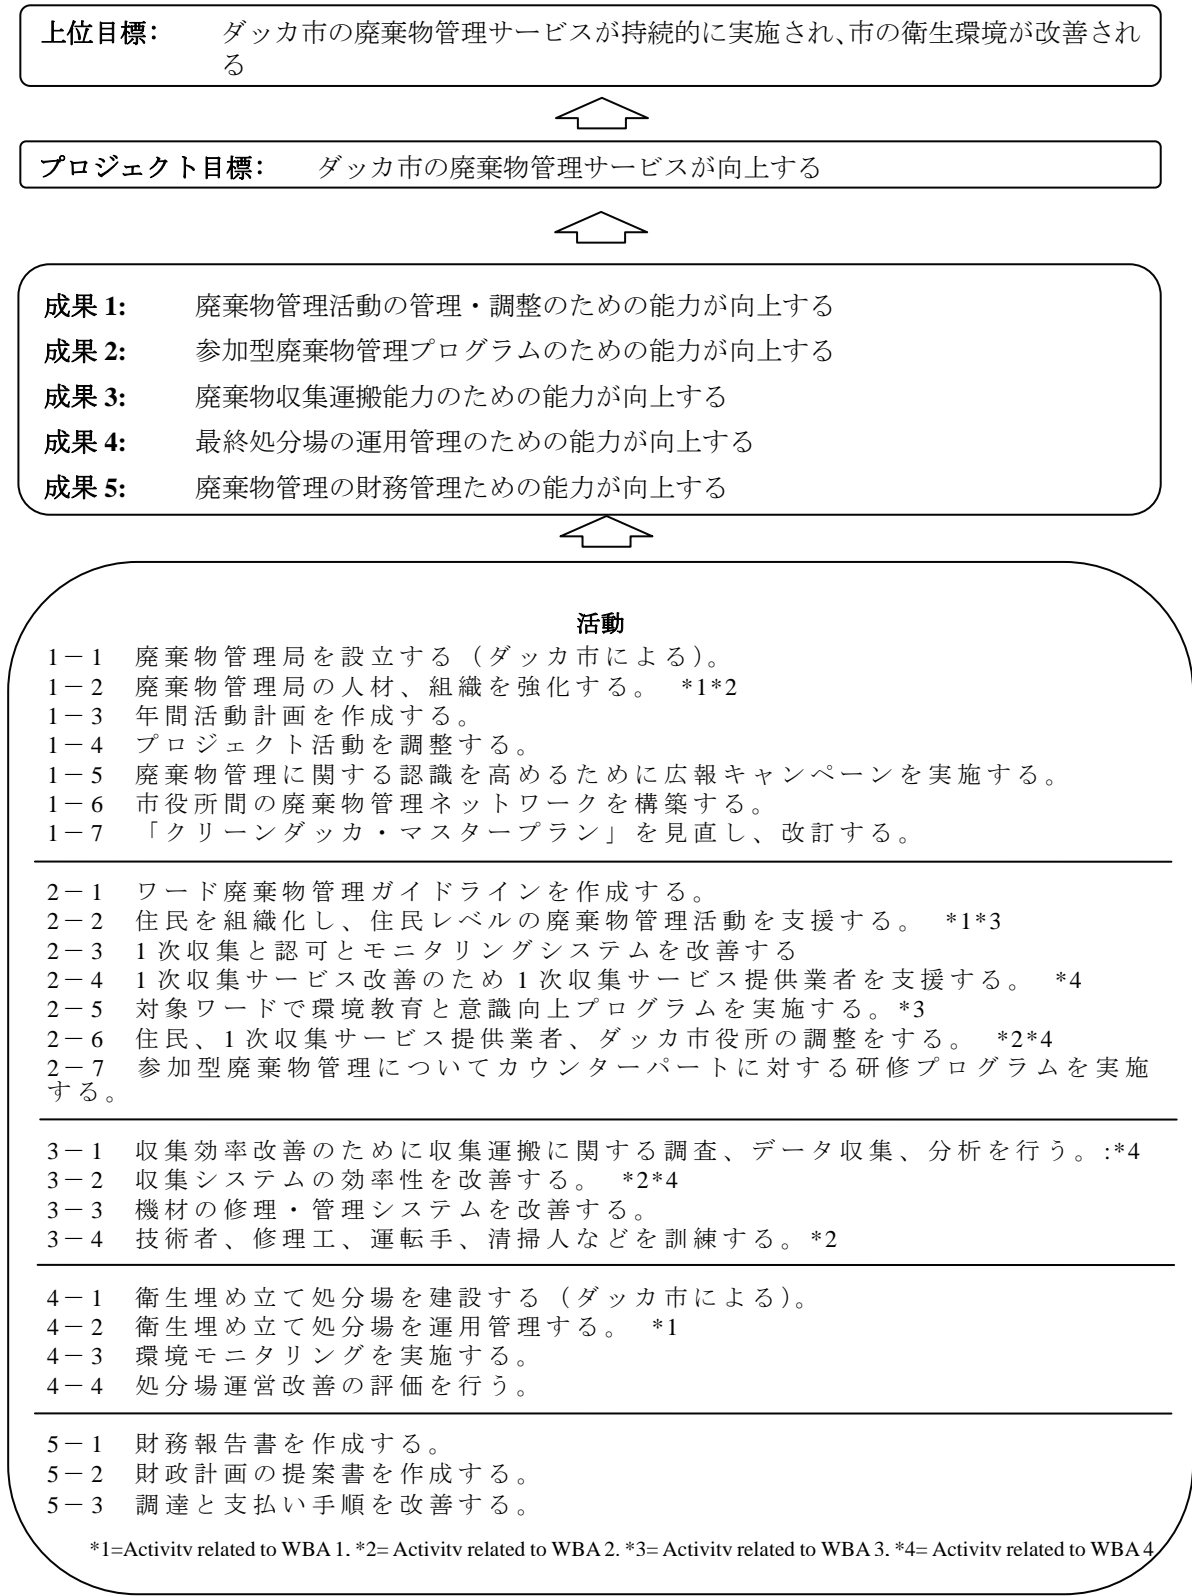 上位目標： ダッカ市の廃棄物管理サービスが持続的に実施され､市の衛生環境が改善され
る
プロジェクト目標： ダッカ市の廃棄物管理サービスが向上する
成果 1: 廃棄物管理活動の管理・調整のための能力が向上する
成果 2: 参加型廃棄物管理プログラムのための能力が向上する
成果 3: 廃棄物収集運搬能力のための能力が向上する
成果 4: 最終処分場の運用管理のための能力が向上する
成果 5: 廃棄物管理の財務管理ための能力が向上する
活動
1－1 廃棄物管理局を設立する（ダッカ市による）。
1－2 廃棄物管理局の人材、組織を強化する。 *1*2
1－3 年間活動計画を作成する。
1－4 プロジェクト活動を調整する。
1－5 廃棄物管理に関する認識を高めるために広報キャンペーンを実施する。
1－6 市役所間の廃棄物管理ネットワークを構築する。
1－7 「クリーンダッカ・マスタープラン」を見直し、改訂する。
2－1 ワード廃棄物管理ガイドラインを作成する。
2－2 住民を組織化し、住民レベルの廃棄物管理活動を支援する。 *1*3
2－3 1次収集と認可とモニタリングシステムを改善する
2－4 1次収集サービス改善のため1次収集サービス提供業者を支援する。 *4
2－5 対象ワードで環境教育と意識向上プログラムを実施する。*3
2－6 住民、1次収集サービス提供業者、ダッカ市役所の調整をする。 *2*4
2－7 参加型廃棄物管理についてカウンターパートに対する研修プログラムを実施
する。
3－1 収集効率改善のために収集運搬に関する調査、データ収集、分析を行う。:*4
3－2 収集システムの効率性を改善する。 *2*4
3－3 機材の修理・管理システムを改善する。
3－4 技術者、修理工、運転手、清掃人などを訓練する。*2
4－1 衛生埋め立て処分場を建設する（ダッカ市による）。
4－2 衛生埋め立て処分場を運用管理する。 *1
4－3 環境モニタリングを実施する。
4－4 処分場運営改善の評価を行う。
5－1 財務報告書を作成する。
5－2 財政計画の提案書を作成する。
5－3 調達と支払い手順を改善する。
*1=Activity related to WBA 1. *2= Activity related to WBA 2. *3= Activity related to WBA 3. *4= Activity related to WBA 4